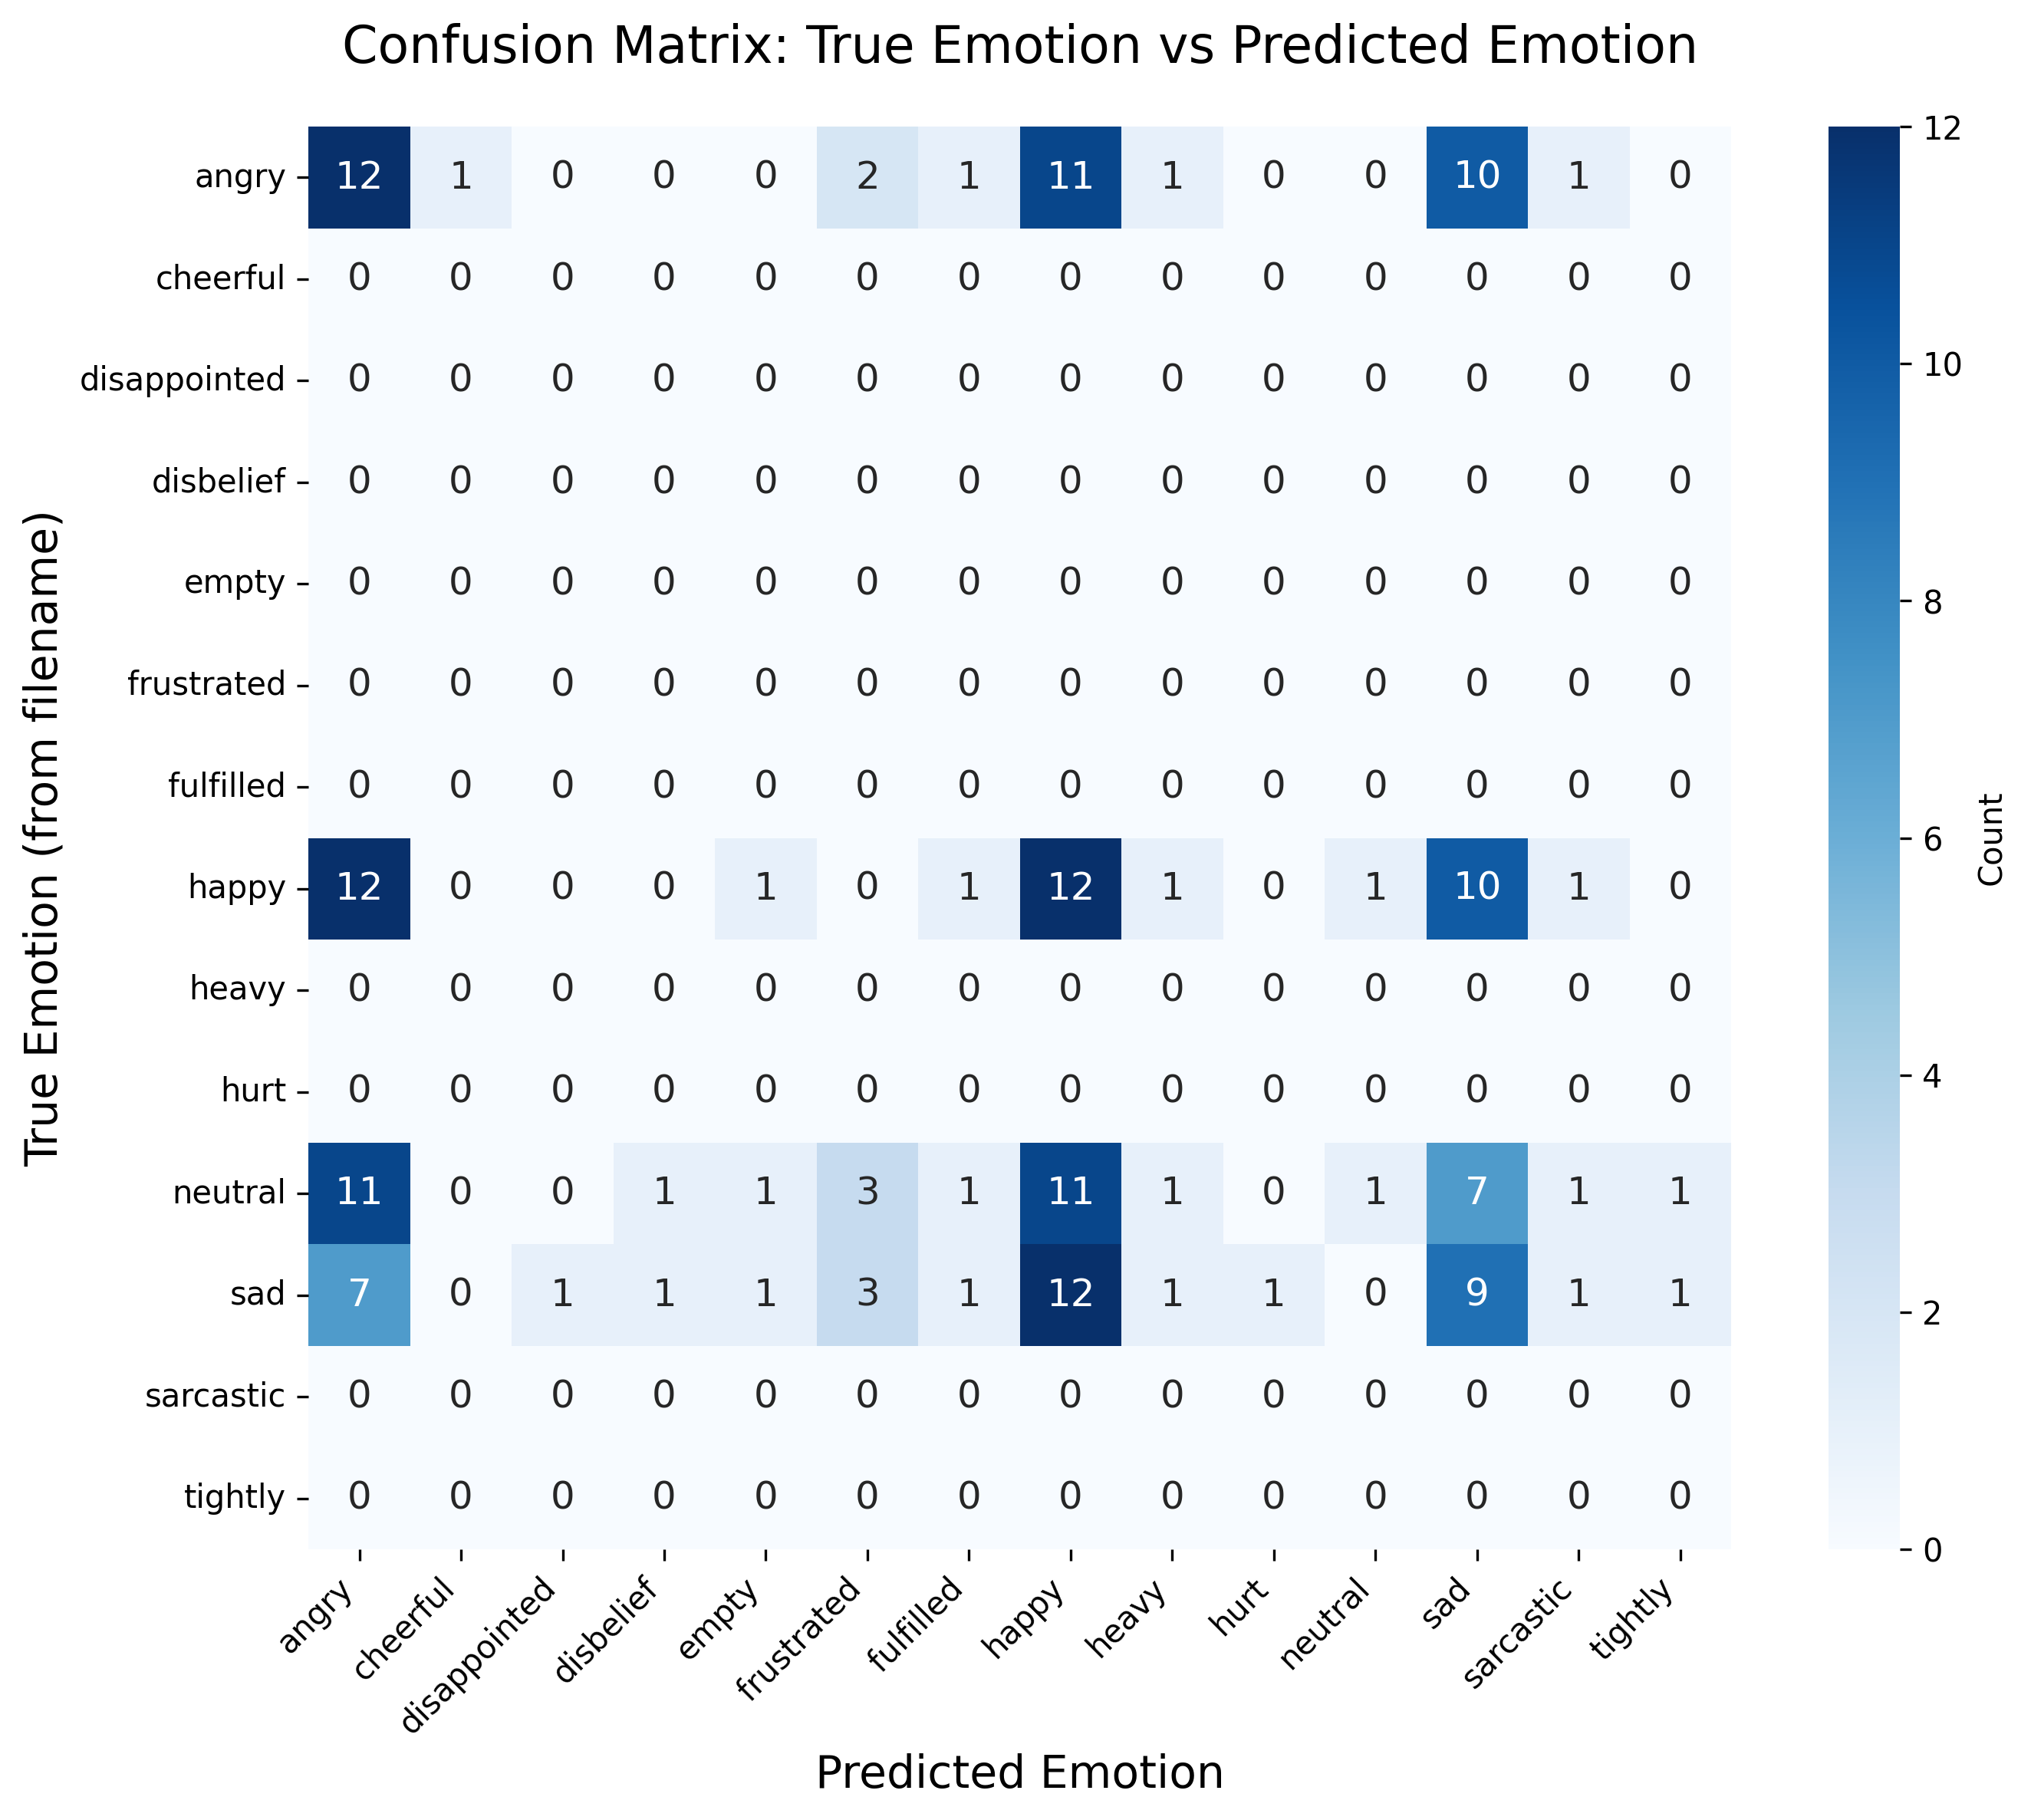 Confusion Matrix: True Emotion vs Predicted Emotion
angry 12 1 0 0 0 2 1 11 1 0 0 10 1 0
cheerful 0 0 0 0 0 0 0 0 0 0 0 0 0 0
disappointed 0 0 0 0 0 0 0 0 0 0 0 0 0 0
disbelief 0 0 0 0 0 0 0 0 0 0 0 0 0 0
empty 0 0 0 0 0 0 0 0 0 0 0 0 0 0
frustrated 0 0 0 0 0 0 0 0 0 0 0 0 0 0
fulfilled 0 0 0 0 0 0 0 0 0 0 0 0 0 0
happy 12 0 0 0 1 0 1 12 1 0 1 10 1 0
heavy 0 0 0 0 0 0 0 0 0 0 0 0 0 0
hurt 0 0 0 0 0 0 0 0 0 0 0 0 0 0
neutral 11 0 0 1 1 3 1 11 1 0 1 7 1 1
sad 7 0 1 1 1 3 1 12 1 1 0 9 1 1
sarcastic 0 0 0 0 0 0 0 0 0 0 0 0 0 0
tightly 0 0 0 0 0 0 0 0 0 0 0 0 0 0
angry cheerful disappointed disbelief empty frustrated fulfilled happy heavy hurt neutral sad sarcastic tightly
Predicted Emotion
True Emotion (from filename)
12
10
8
6
4
2
0
Count